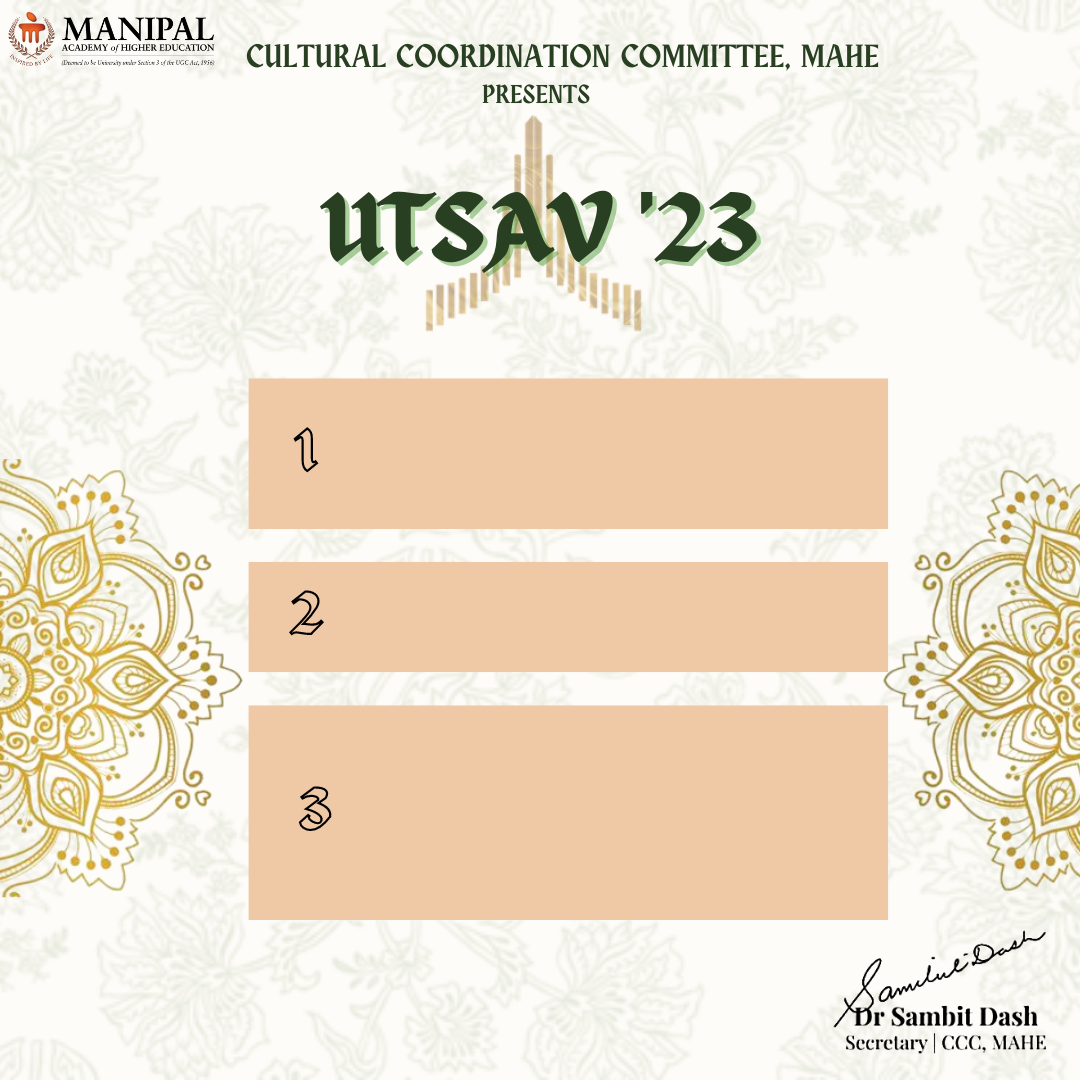 MANIPAL
ACADEMY of HIGHER EDUCATION
(Deemed to be University under Section 3 of the UGC Act, 1956)
INSPIRED BY LIFE
CULTURAL COORDINATION COMMITTEE, MAHE
PRESENTS
UTSAV '23
1
2
3
Sambit Dash
Dr Sambit Dash
Secretary | CCC, MAHE